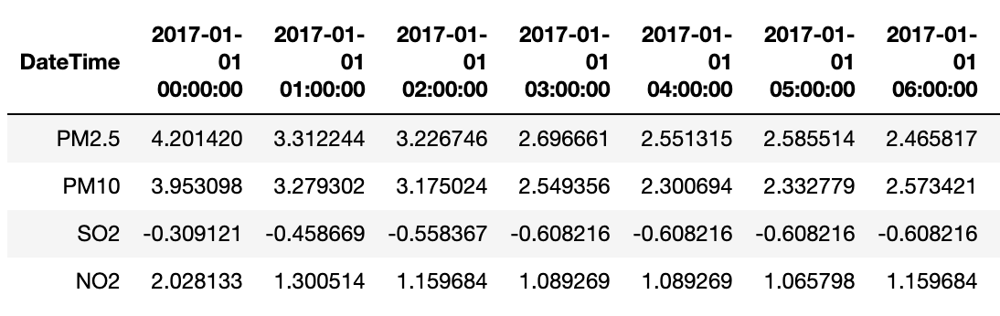 DateTime 2017-01-01 00:00:00 2017-01-01 01:00:00 2017-01-01 02:00:00 2017-01-01 03:00:00 2017-01-01 04:00:00 2017-01-01 05:00:00 2017-01-01 06:00:00
PM2.5 4.201420 3.312244 3.226746 2.696661 2.551315 2.585514 2.465817
PM10 3.953098 3.279302 3.175024 2.549356 2.300694 2.332779 2.573421
SO2 -0.309121 -0.458669 -0.558367 -0.608216 -0.608216 -0.608216 -0.608216
NO2 2.028133 1.300514 1.159684 1.089269 1.089269 1.065798 1.159684